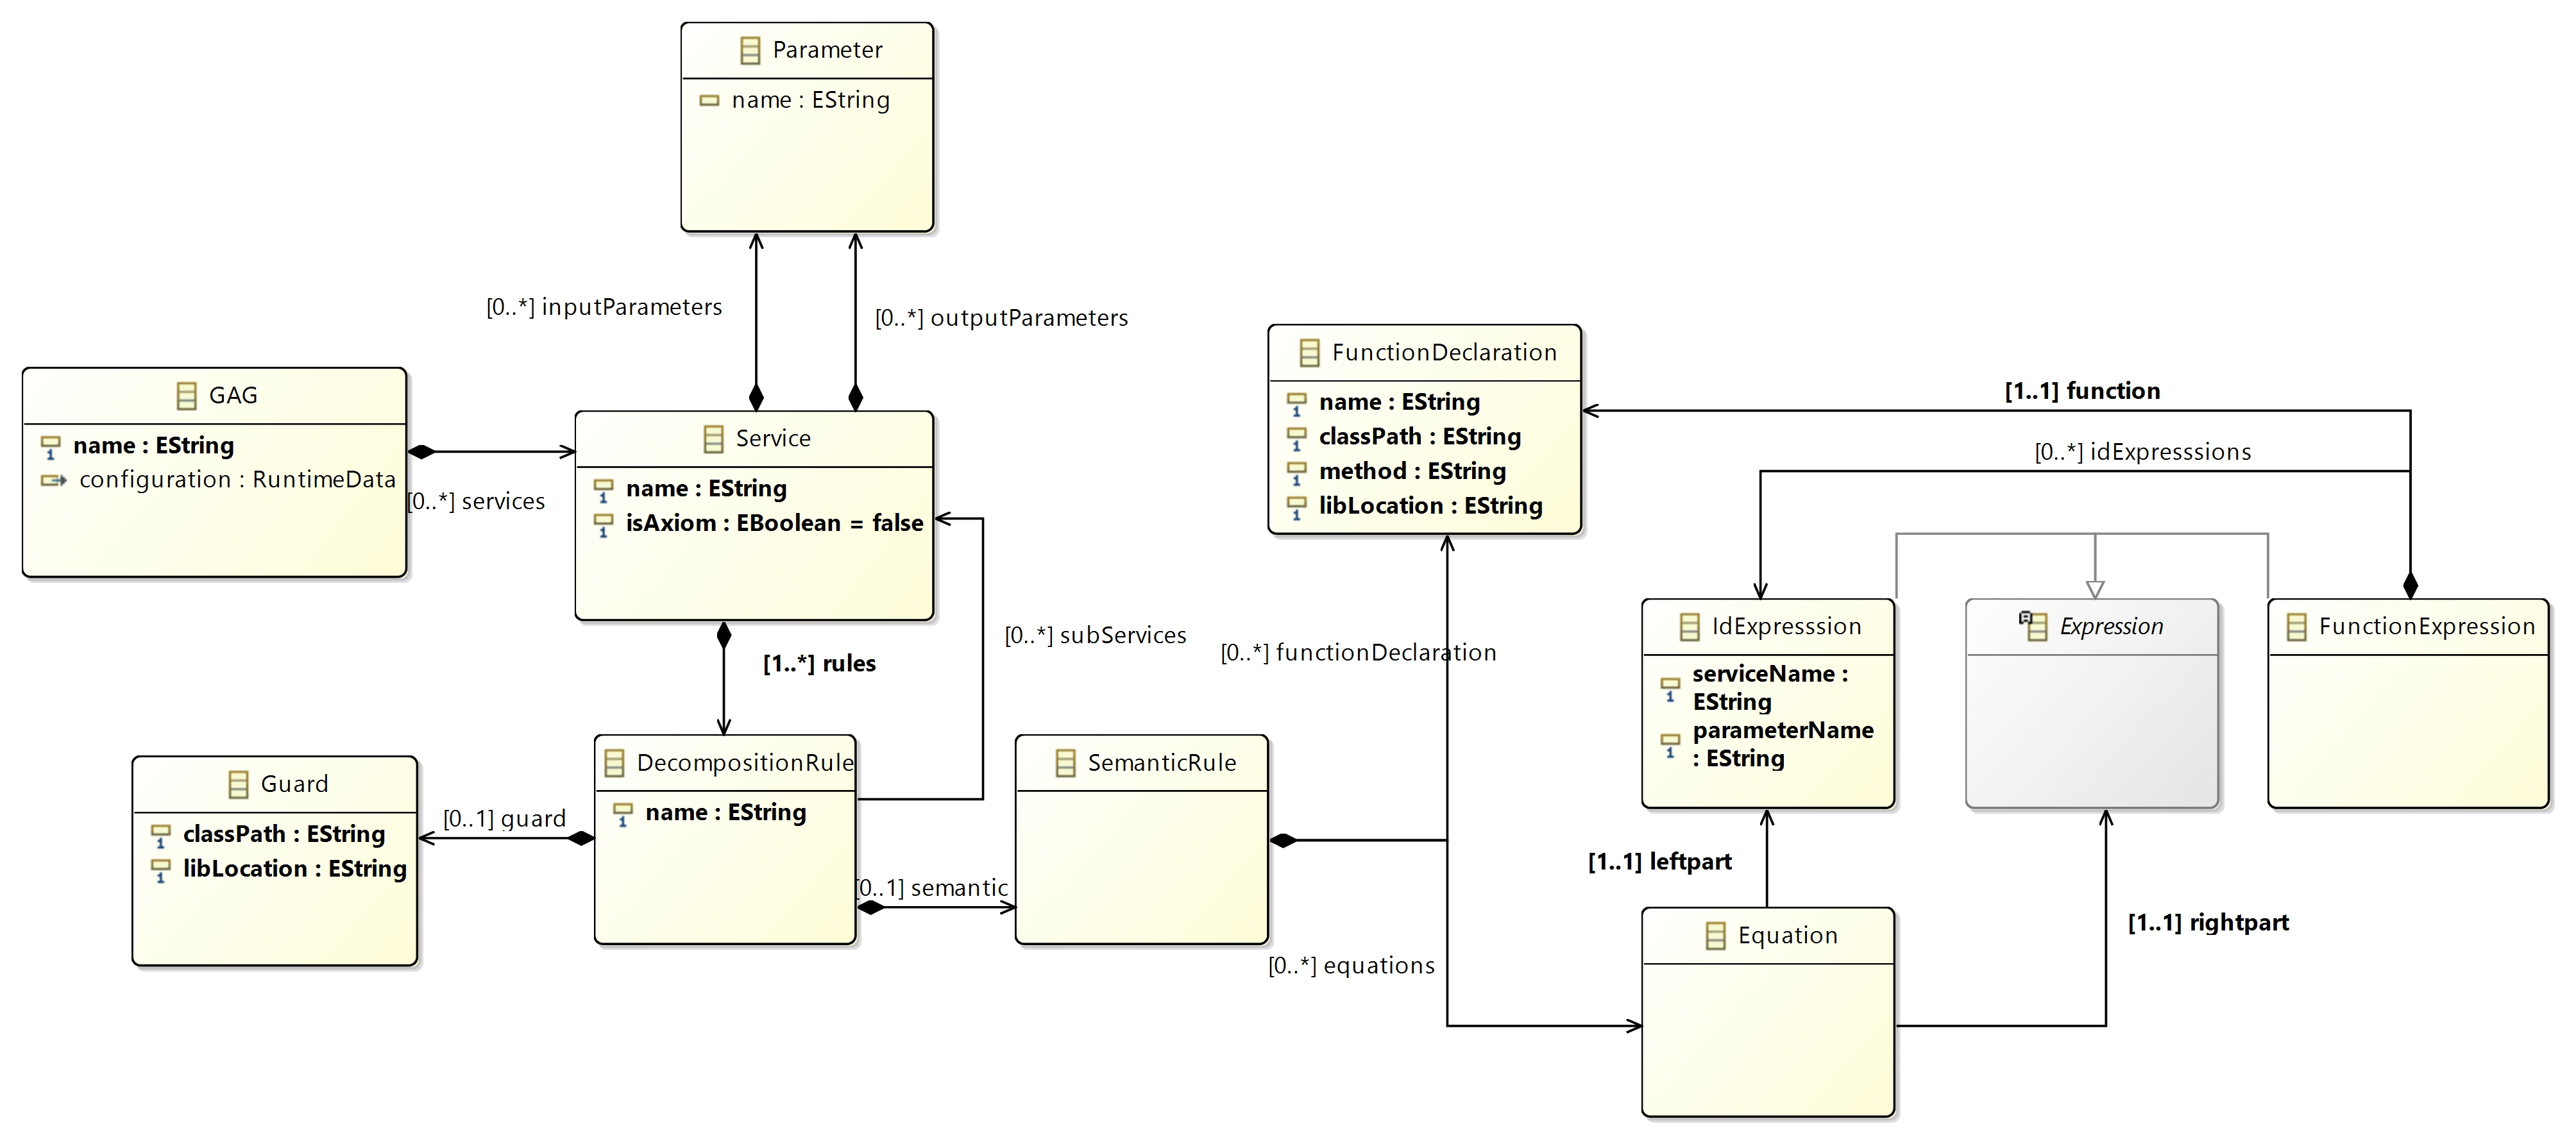 Parameter
name : EString
[0..*] inputParameters
[0..*] outputParameters
GAG
name : EString
configuration : RuntimeData
[0..*] services
Service
name : EString
isAxiom : EBoolean = false
[0..*] subServices
[1..*] rules
Guard
classPath : EString
libLocation : EString
[0..1] guard
DecompositionRule
name : EString
[0..1] semantic
SemanticRule
[0..*] functionDeclaration
[0..*] equations
FunctionDeclaration
name : EString
classPath : EString
method : EString
libLocation : EString
[1..1] function
[0..*] idExpresssions
IdExpresssion
serviceName :
EString
parameterName
: EString
Expression
FunctionExpression
[1..1] leftpart
[1..1] rightpart
Equation